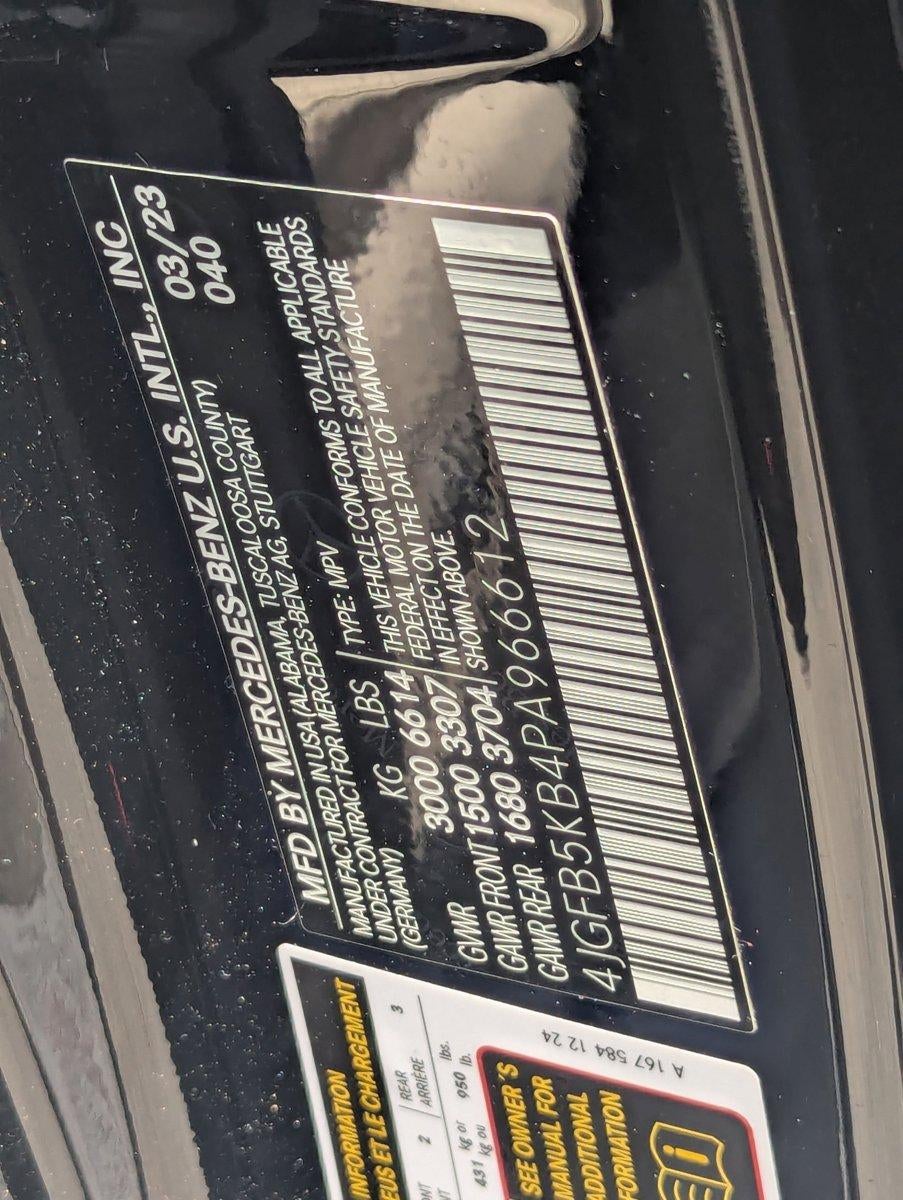 MFD BY MERCEDES-BENZ U.S. INTL., INC
MANUFACTURED IN USA (ALABAMA, TUSCALOOSA COUNTY) 03/'23
UNDER CONTRACT FOR MERCEDES-BENZ AG, STUTTGART 040
(GERMANY)
KG LBS TYPE: MPV
GVWR 3000 6614
GAWR FRONT 1500 3307
GAWR REAR 1680 3704
THIS VEHICLE CONFORMS TO ALL APPLICABLE
FEDERAL MOTOR VEHICLE SAFETY STANDARDS
IN EFFECT ON THE DATE OF MANUFACTURE
SHOWN ABOVE.
4JGFB5KB4PA966612
INFORMATION
EUS ET LE CHARGEMENT
2 REAR 3
ARRIÈRE
431 kg or 950 lbs.
kg ou lb.
SEE OWNER'S
MANUAL FOR
ADDITIONAL
FORMATION
i
A 167 584 12 24